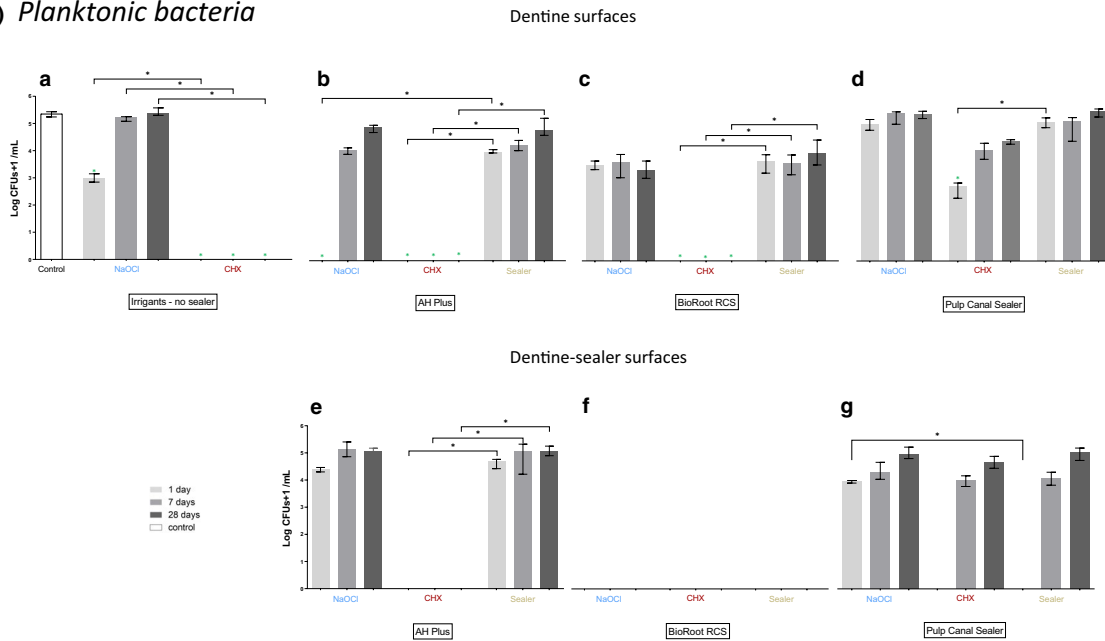 ) Planktonic bacteria
Dentine surfaces
a
b
c
d
* * *
* * *
* * *
*
Log CFUs+1 /mL
6
5
4
3
2
1
0
Control NaOCl CHX
NaOCl CHX Sealer
NaOCl CHX Sealer
NaOCl CHX Sealer
Irrigants - no sealer
AH Plus
BioRoot RCS
Pulp Canal Sealer
Dentine-sealer surfaces
e
f
g
* * *
*
Log CFUs+1 /mL
6
5
4
3
2
1
0
1 day
7 days
28 days
control
NaOCl CHX Sealer
NaOCl CHX Sealer
NaOCl CHX Sealer
AH Plus
BioRoot RCS
Pulp Canal Sealer